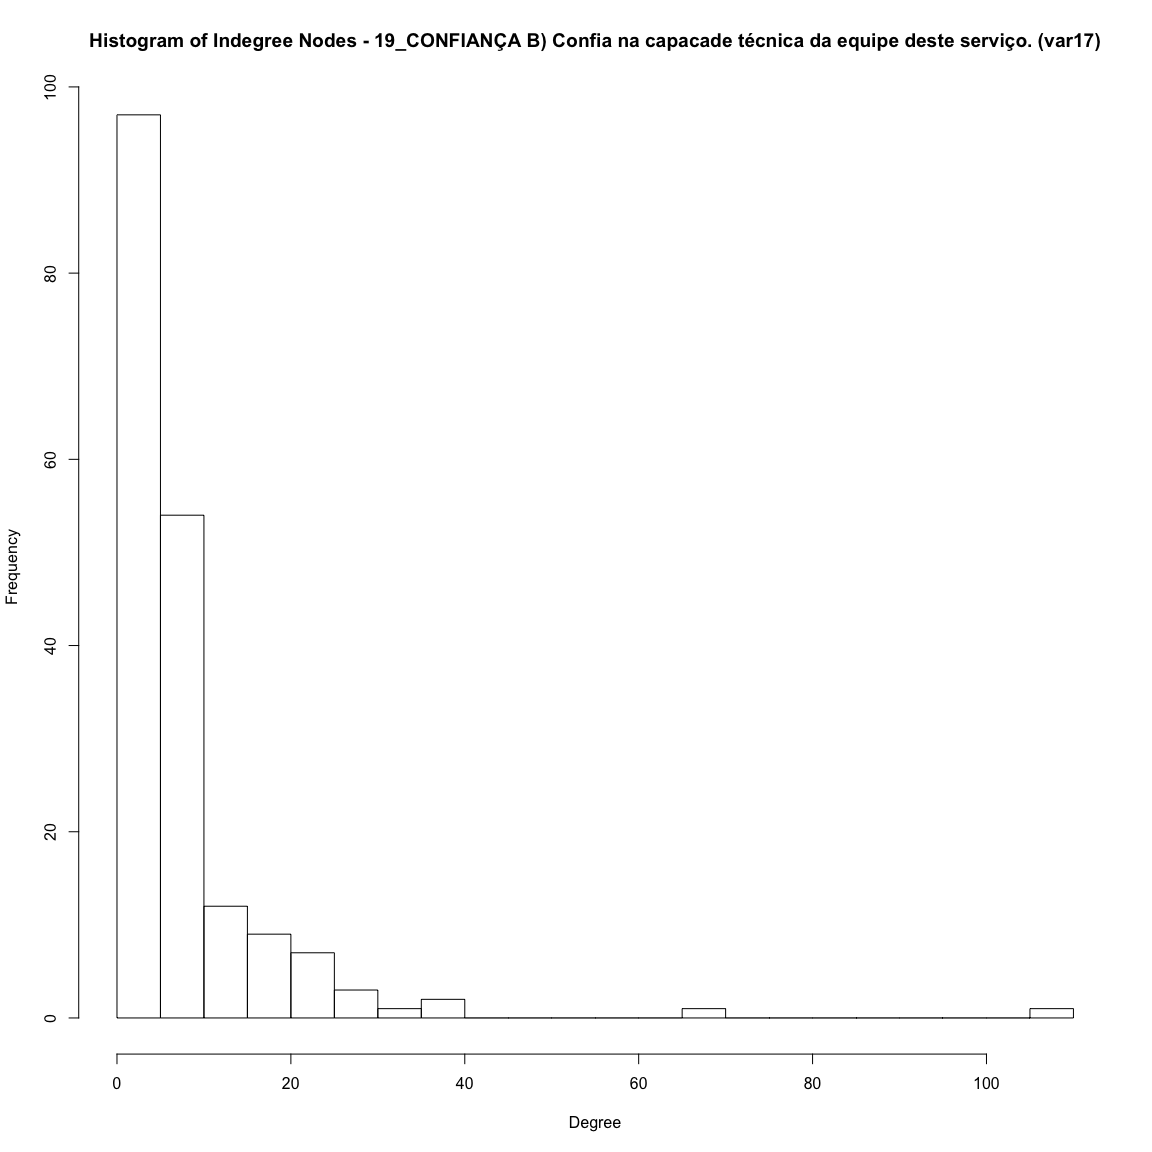 Histogram of Indegree Nodes - 19_CONFIANÇA B) Confia na capacade técnica da equipe deste serviço. (var17)
100
80
60
40
20
0
Frequency
0 20 40 60 80 100
Degree